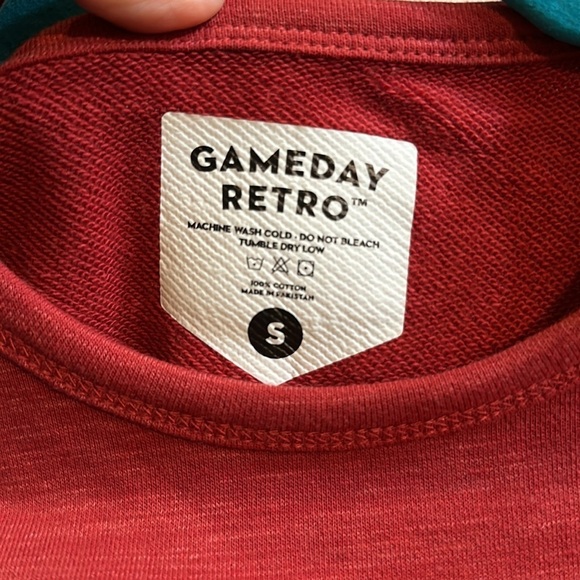 GAMEDAY
RETRO™
MACHINE WASH COLD · DO NOT BLEACH
TUMBLE DRY LOW
100% COTTON
MADE IN PAKISTAN
S